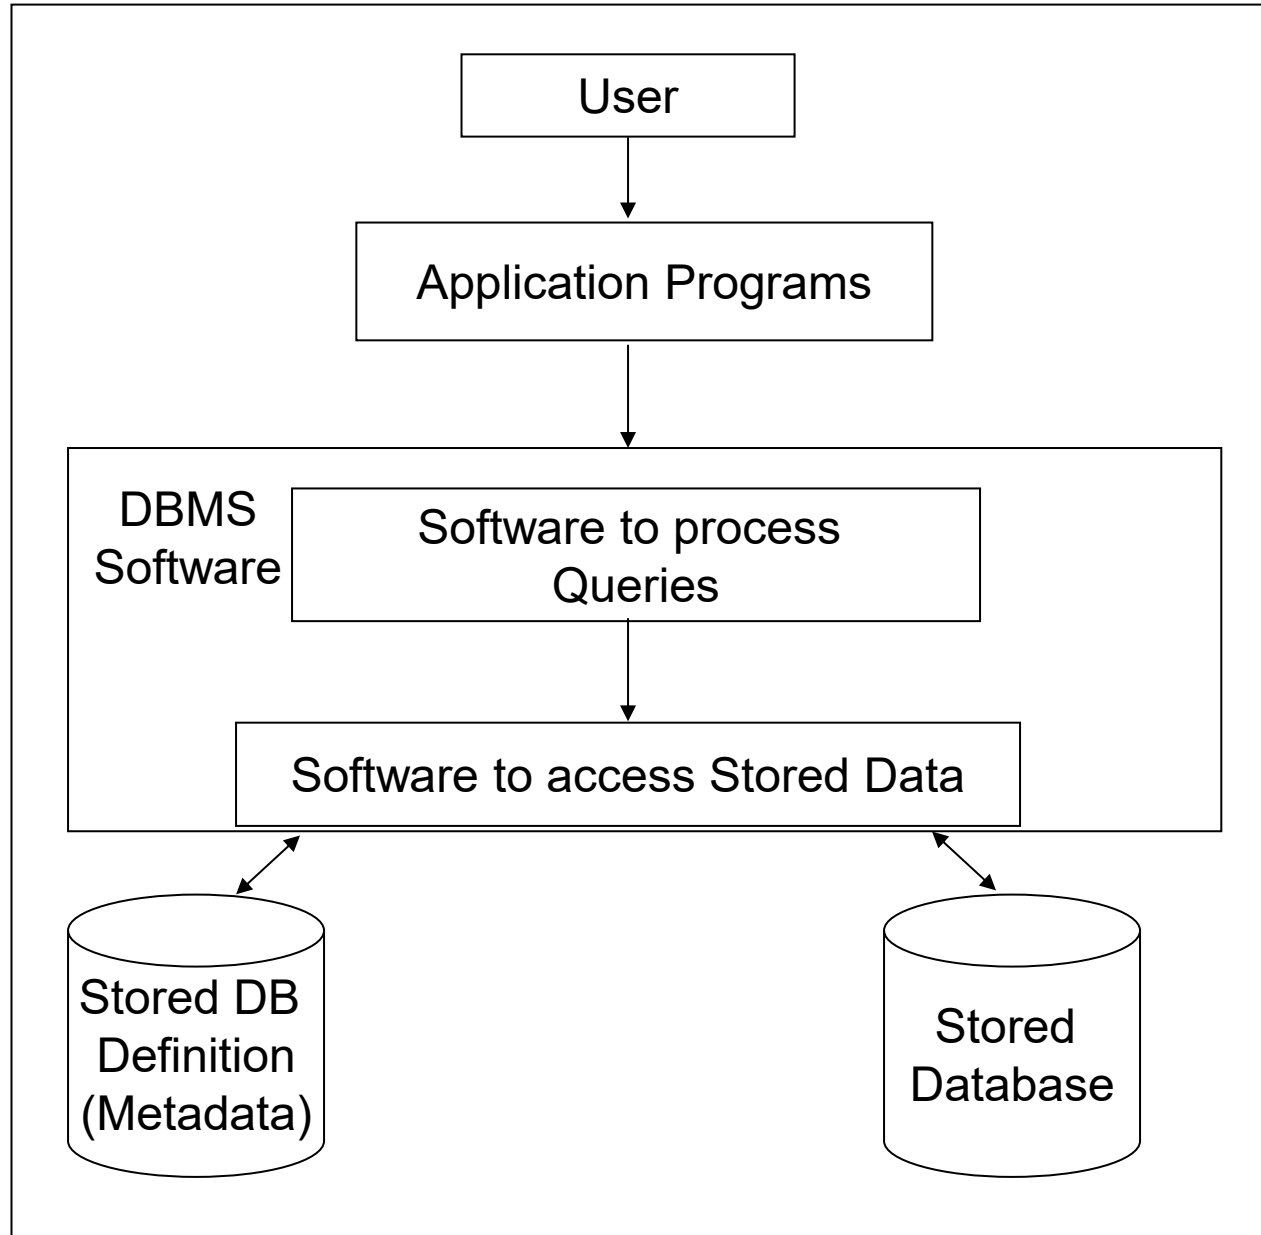 User
Application Programs
DBMS
Software
Software to process
Queries
Software to access Stored Data
Stored DB
Definition
(Metadata)
Stored
Database